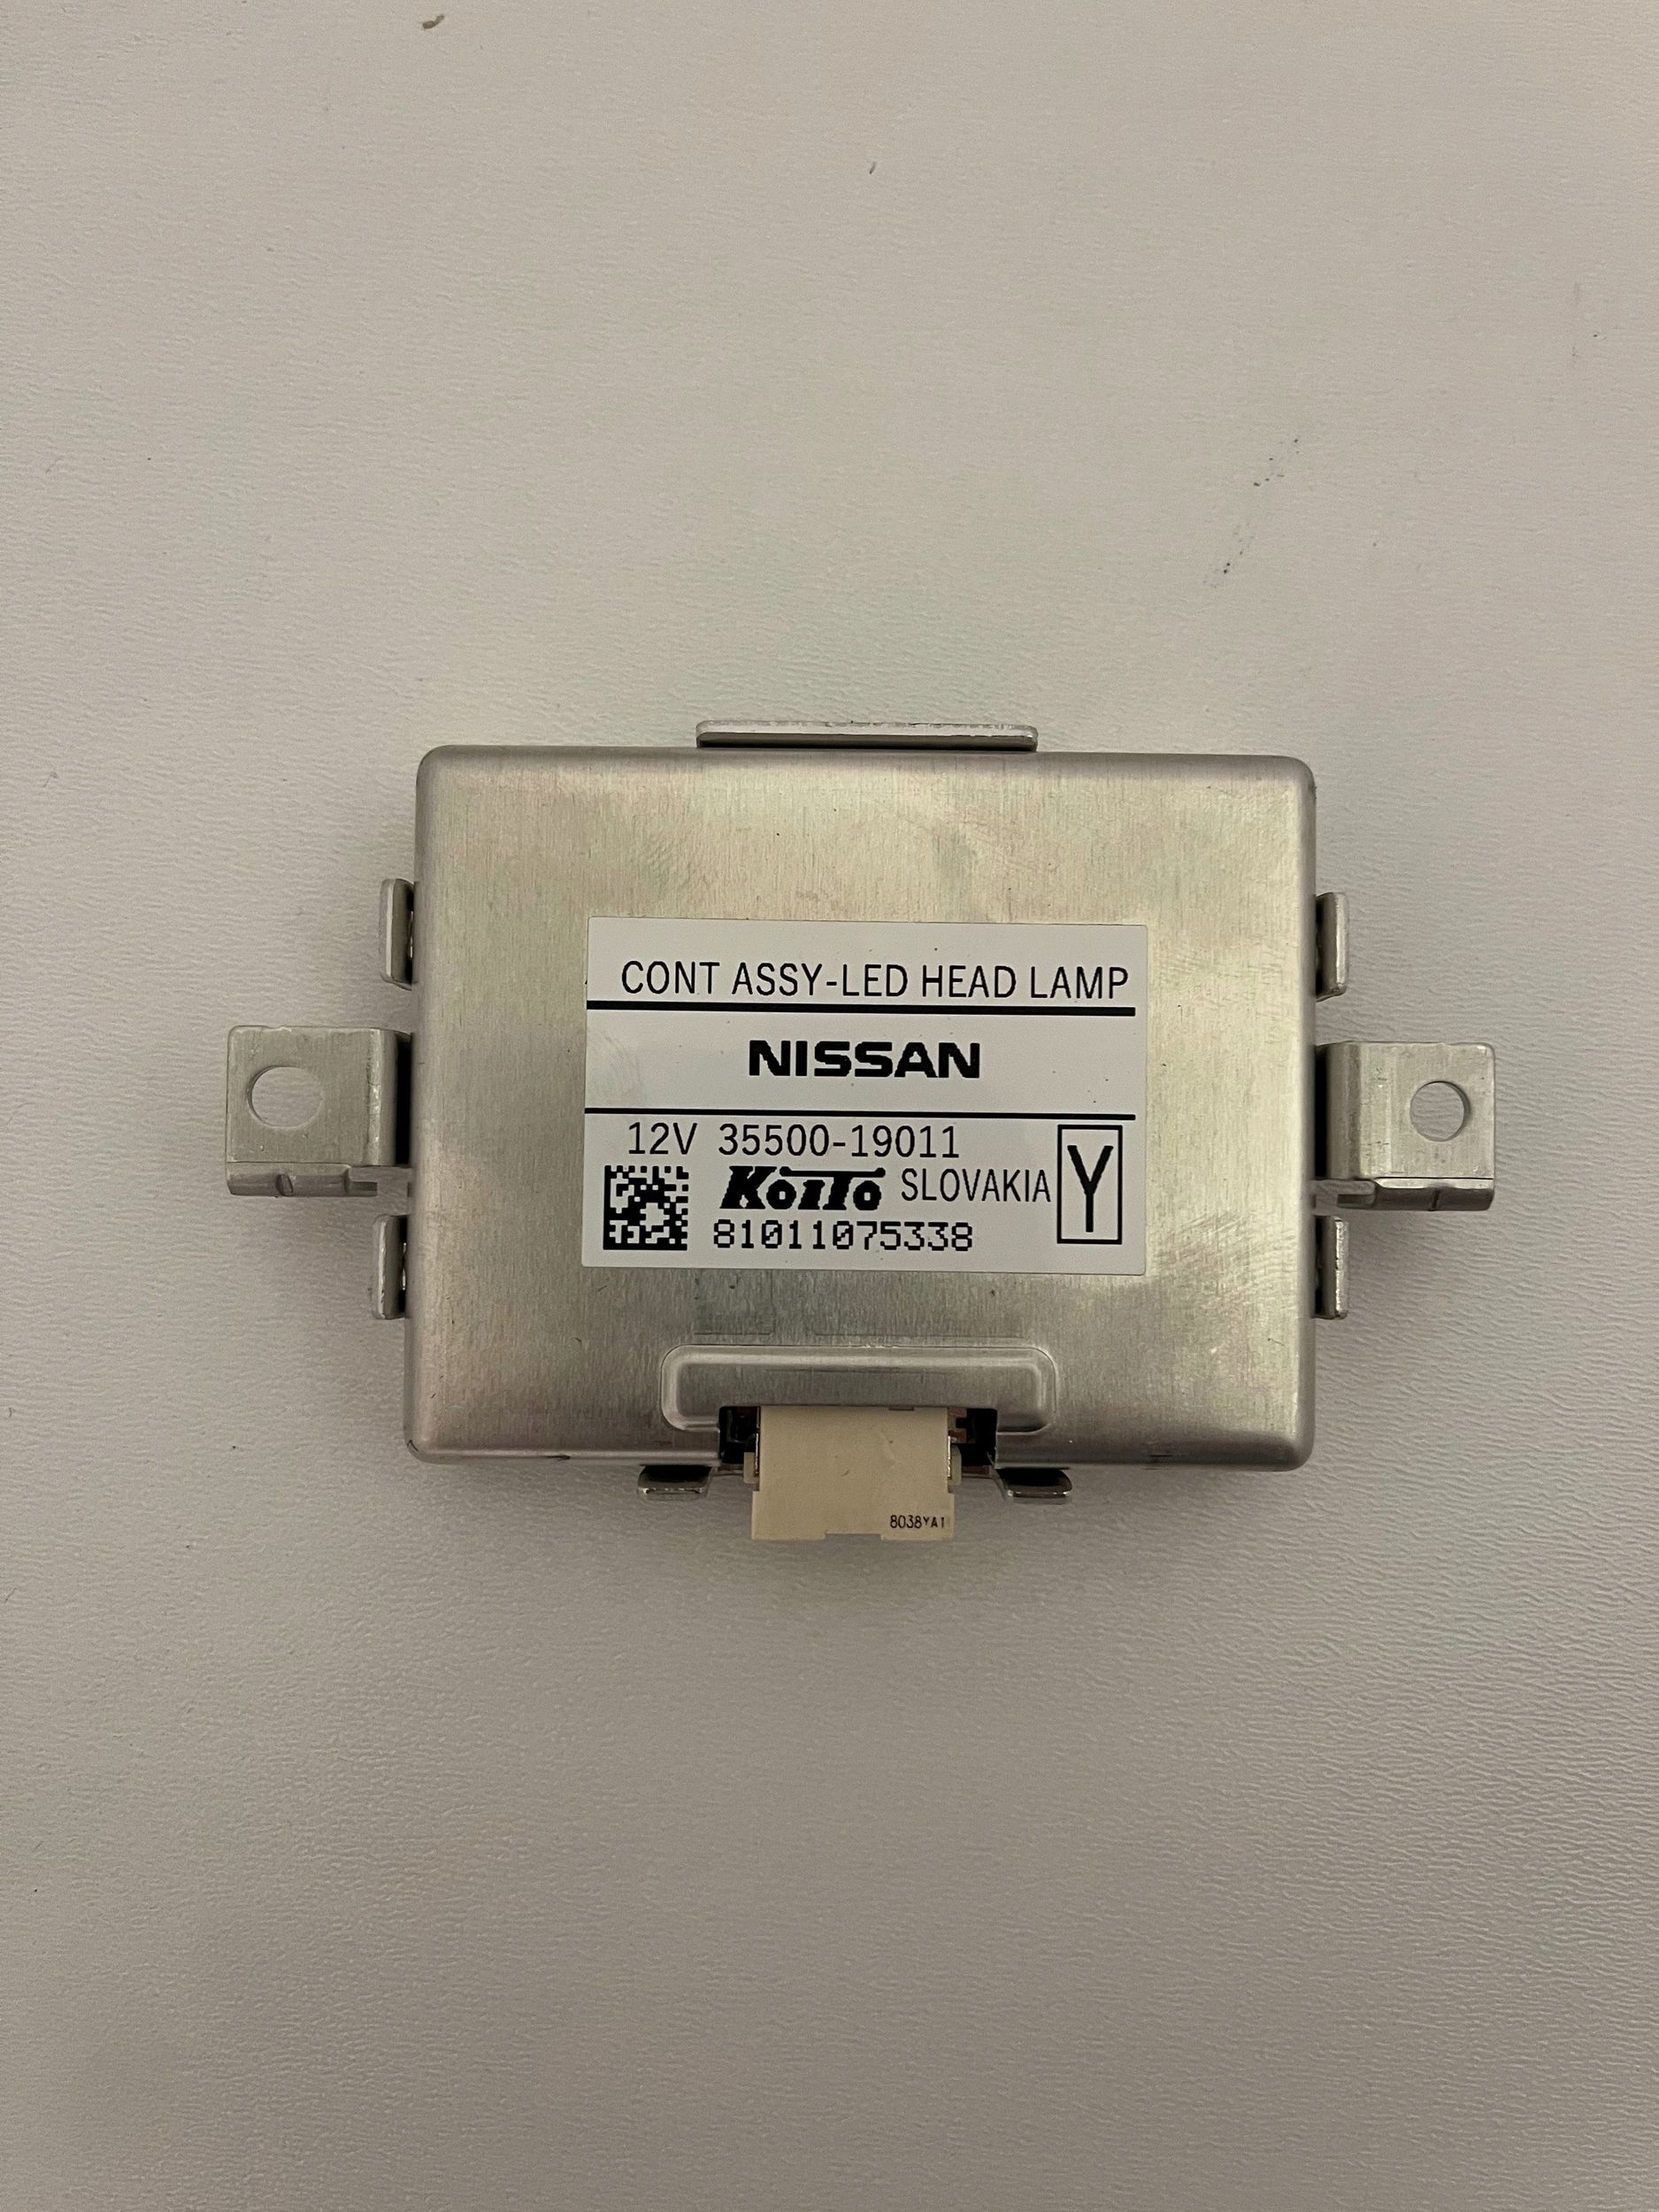 CONT ASSY-LED HEAD LAMP
NISSAN
12V 35500-19011
KOITO SLOVAKIA Y
81011075338
8038YA1